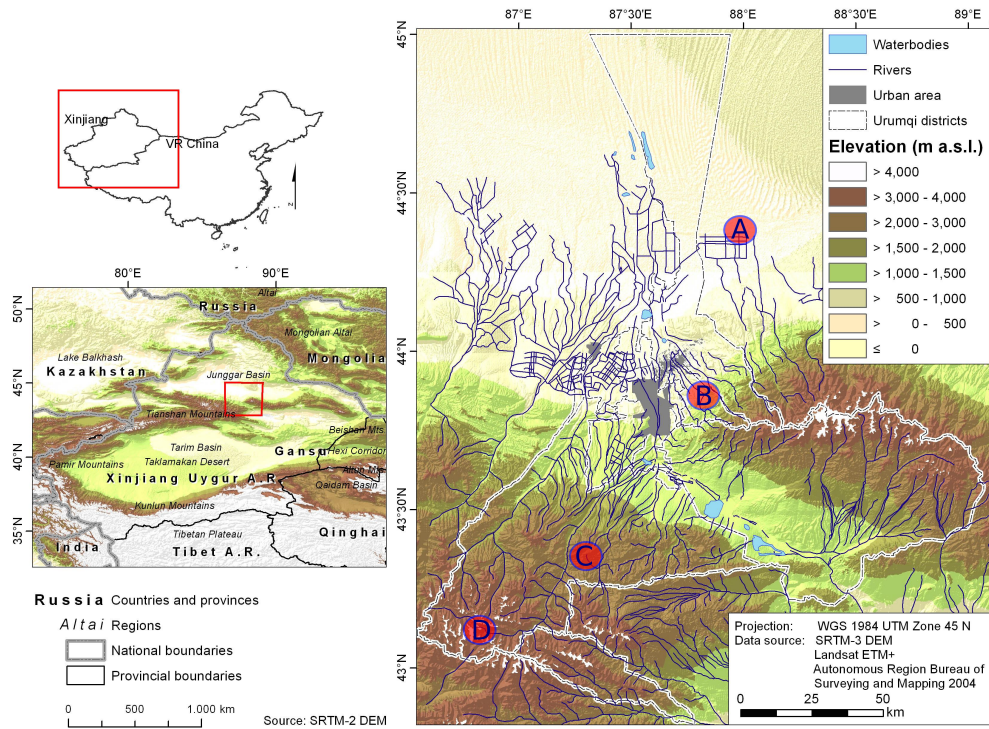 Xinjiang
VR China
z
80°E
90°E
50°N
45°N
40°N
35°N
Altai
Russia
Mongolian Altai
Lake Balkhash
Kazakhstan
Mongolia
Junggar Basin
Tianshan Mountains
Beishan Mts.
Tarim Basin
Gansu
Hexi Corridor
Pamir Mountains
Taklamakan Desert
Altun Mts.
Xinjiang Uygur A.R.
Qaidam Basin
Kunlun Mountains
Tibetan Plateau
Qinghai
India
Tibet A.R.
Russia Countries and provinces
Altai Regions
National boundaries
Provincial boundaries
0 500 1.000 km
Source: SRTM-2 DEM
87°E
87°30'E
88°E
88°30'E
89°E
45°N
44°30'N
44°N
43°30'N
43°N
A
B
C
D
Waterbodies
Rivers
Urban area
Urumqi districts
Elevation (m a.s.l.)
> 4,000
> 3,000 - 4,000
> 2,000 - 3,000
> 1,500 - 2,000
> 1,000 - 1,500
> 500 - 1,000
> 0 - 500
≤ 0
Projection: WGS 1984 UTM Zone 45 N
Data source: SRTM-3 DEM
Landsat ETM+
Autonomous Region Bureau of
Surveying and Mapping 2004
0 25 50
km